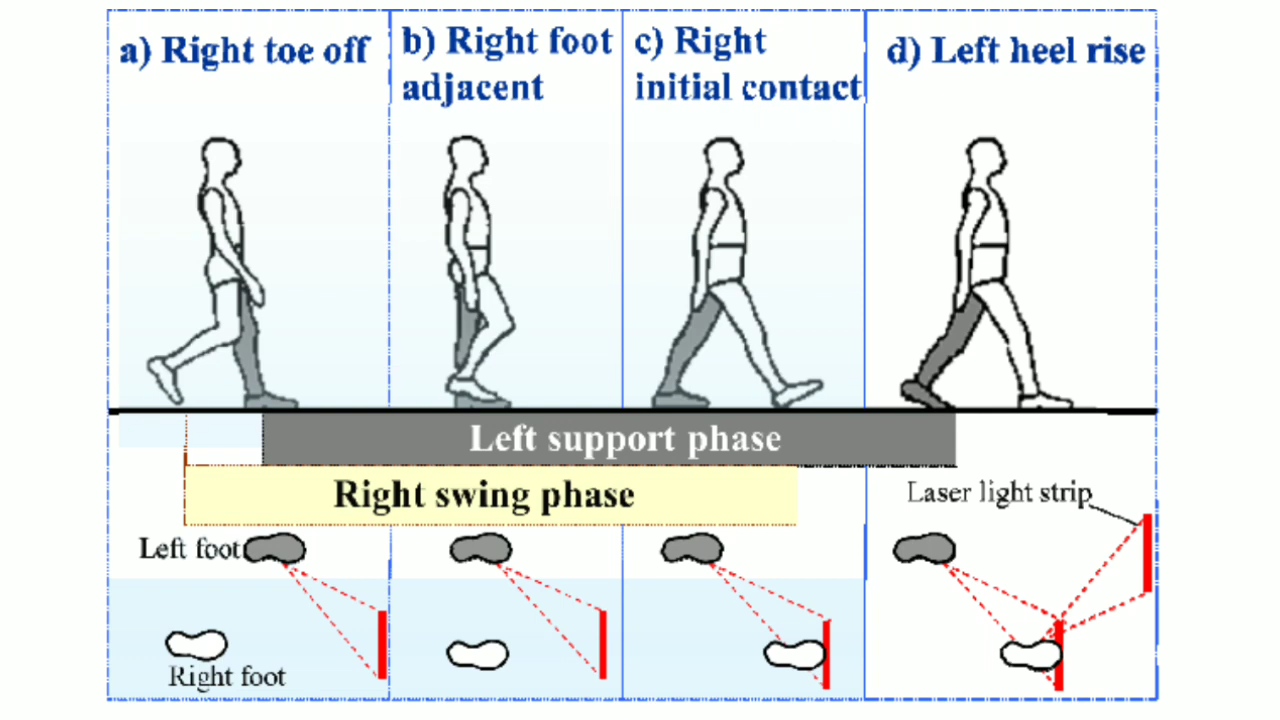 a) Right toe off
b) Right foot
adjacent
c) Right
initial contact
d) Left heel rise
Left support phase
Right swing phase
Laser light strip
Left foot
Right foot